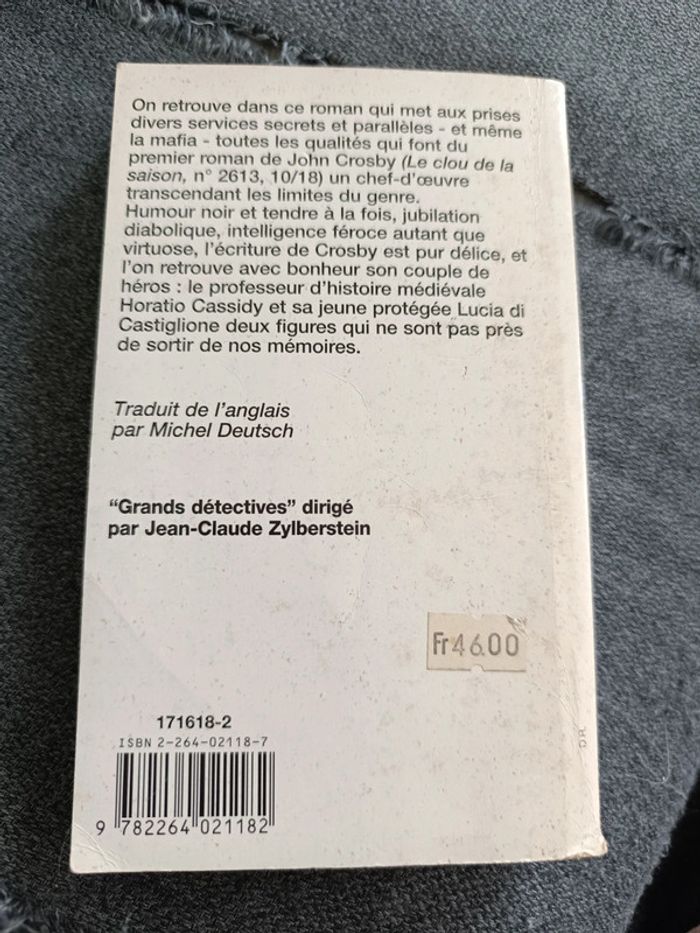 On retrouve dans ce roman qui met aux prises
divers services secrets et parallèles - et même
la mafia - toutes les qualités qui font du
premier roman de John Crosby (Le clou de la
saison, n° 2613, 10/18) un chef-d'œuvre
transcendant les limites du genre.
Humour noir et tendre à la fois, jubilation
diabolique, intelligence féroce autant que
virtuose, l'écriture de Crosby est pur délice, et
l'on retrouve avec bonheur son couple de
héros : le professeur d'histoire médiévale
Horatio Cassidy et sa jeune protégée Lucia di
Castiglione deux figures qui ne sont pas près
de sortir de nos mémoires.
Traduit de l'anglais
par Michel Deutsch
"Grands détectives" dirigé
par Jean-Claude Zylberstein
Fr 46.00
171618-2
ISBN 2-264-02118-7
9 782264 021182
D.R.